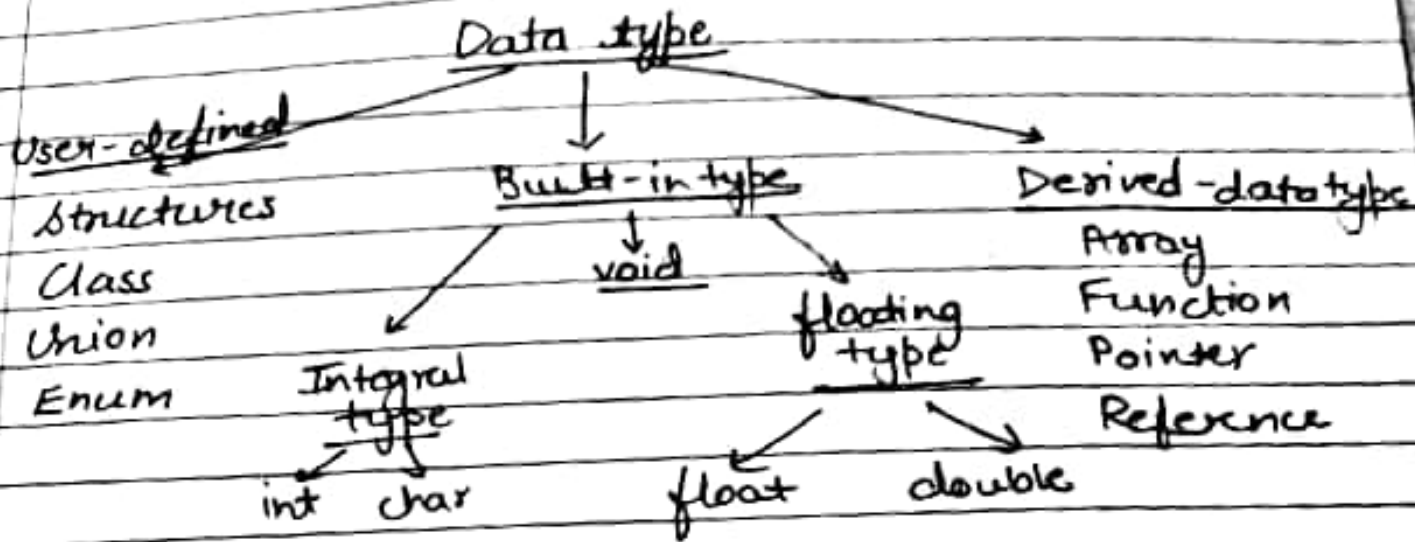 Data type
User-defined
Structures
Class
Union
Enum
Built-in type
void
Integral
type
int char
floating
type
float double
Derived-datatype
Array
Function
Pointer
Reference